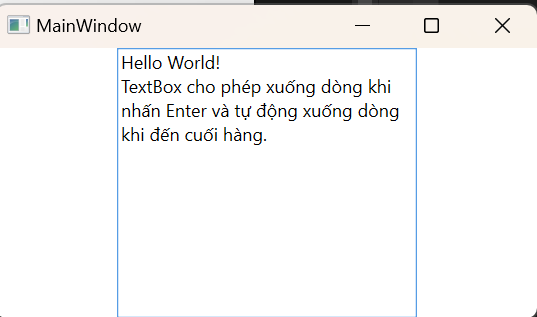 MainWindow
Hello World!
TextBox cho phép xuống dòng khi
nhấn Enter và tự động xuống dòng
khi đến cuối hàng.